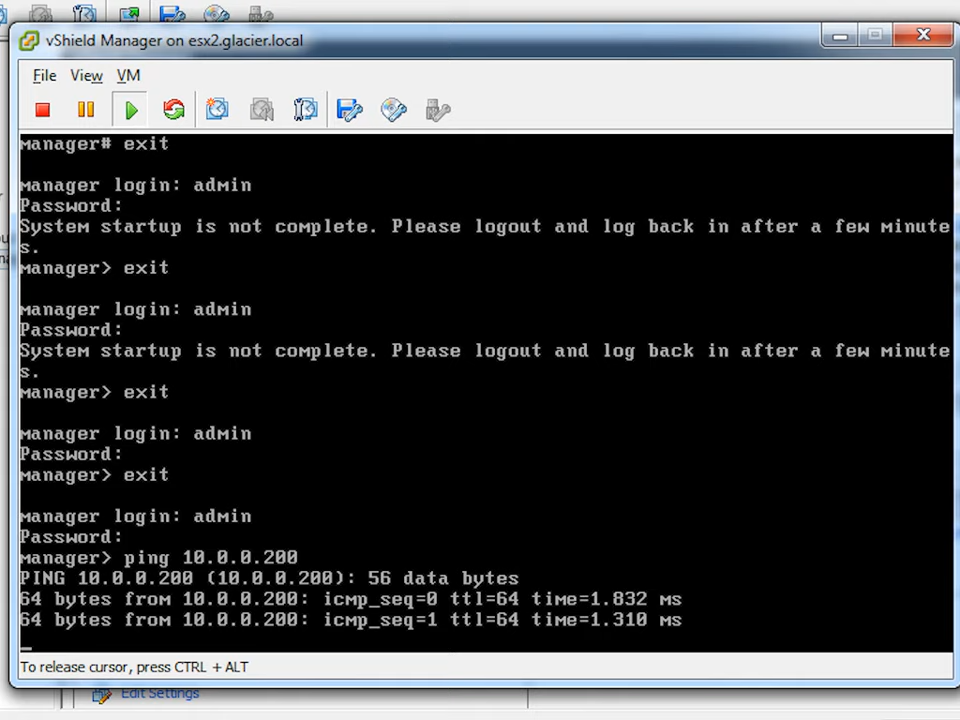 vShield Manager on esx2.glacier.local
File View VM
manager# exit
manager login: admin
Password:
System startup is not complete. Please logout and log back in after a few minute
s.
manager> exit
manager login: admin
Password:
System startup is not complete. Please logout and log back in after a few minute
s.
manager> exit
manager login: admin
Password:
manager> exit
manager login: admin
Password:
manager> ping 10.0.0.200
PING 10.0.0.200 (10.0.0.200): 56 data bytes
64 bytes from 10.0.0.200: icmp_seq=0 ttl=64 time=1.832 ms
64 bytes from 10.0.0.200: icmp_seq=1 ttl=64 time=1.310 ms
To release cursor, press CTRL + ALT
Edit Settings